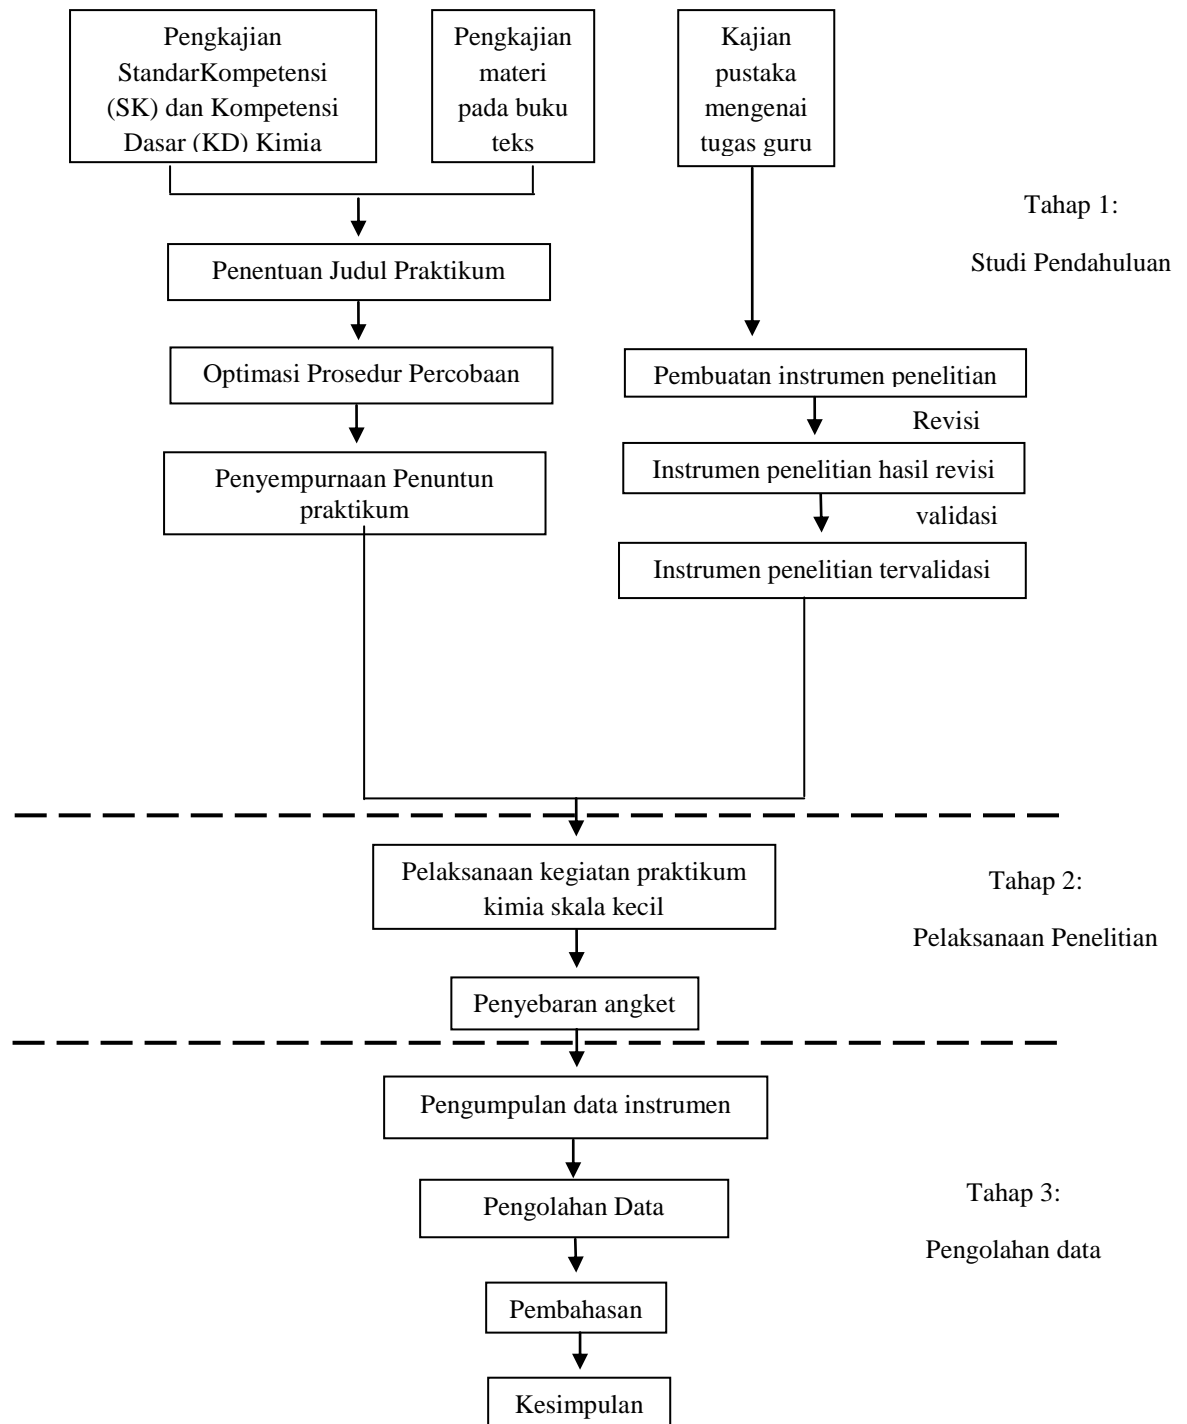 Pengkajian
StandarKompetensi
(SK) dan Kompetensi
Dasar (KD) Kimia
Pengkajian
materi
pada buku
teks
Kajian
pustaka
mengenai
tugas guru
Tahap 1:
Studi Pendahuluan
Penentuan Judul Praktikum
Optimasi Prosedur Percobaan
Pembuatan instrumen penelitian
Revisi
Penyempurnaan Penuntun
praktikum
Instrumen penelitian hasil revisi
validasi
Instrumen penelitian tervalidasi
Pelaksanaan kegiatan praktikum
kimia skala kecil
Tahap 2:
Pelaksanaan Penelitian
Penyebaran angket
Pengumpulan data instrumen
Pengolahan Data
Tahap 3:
Pengolahan data
Pembahasan
Kesimpulan